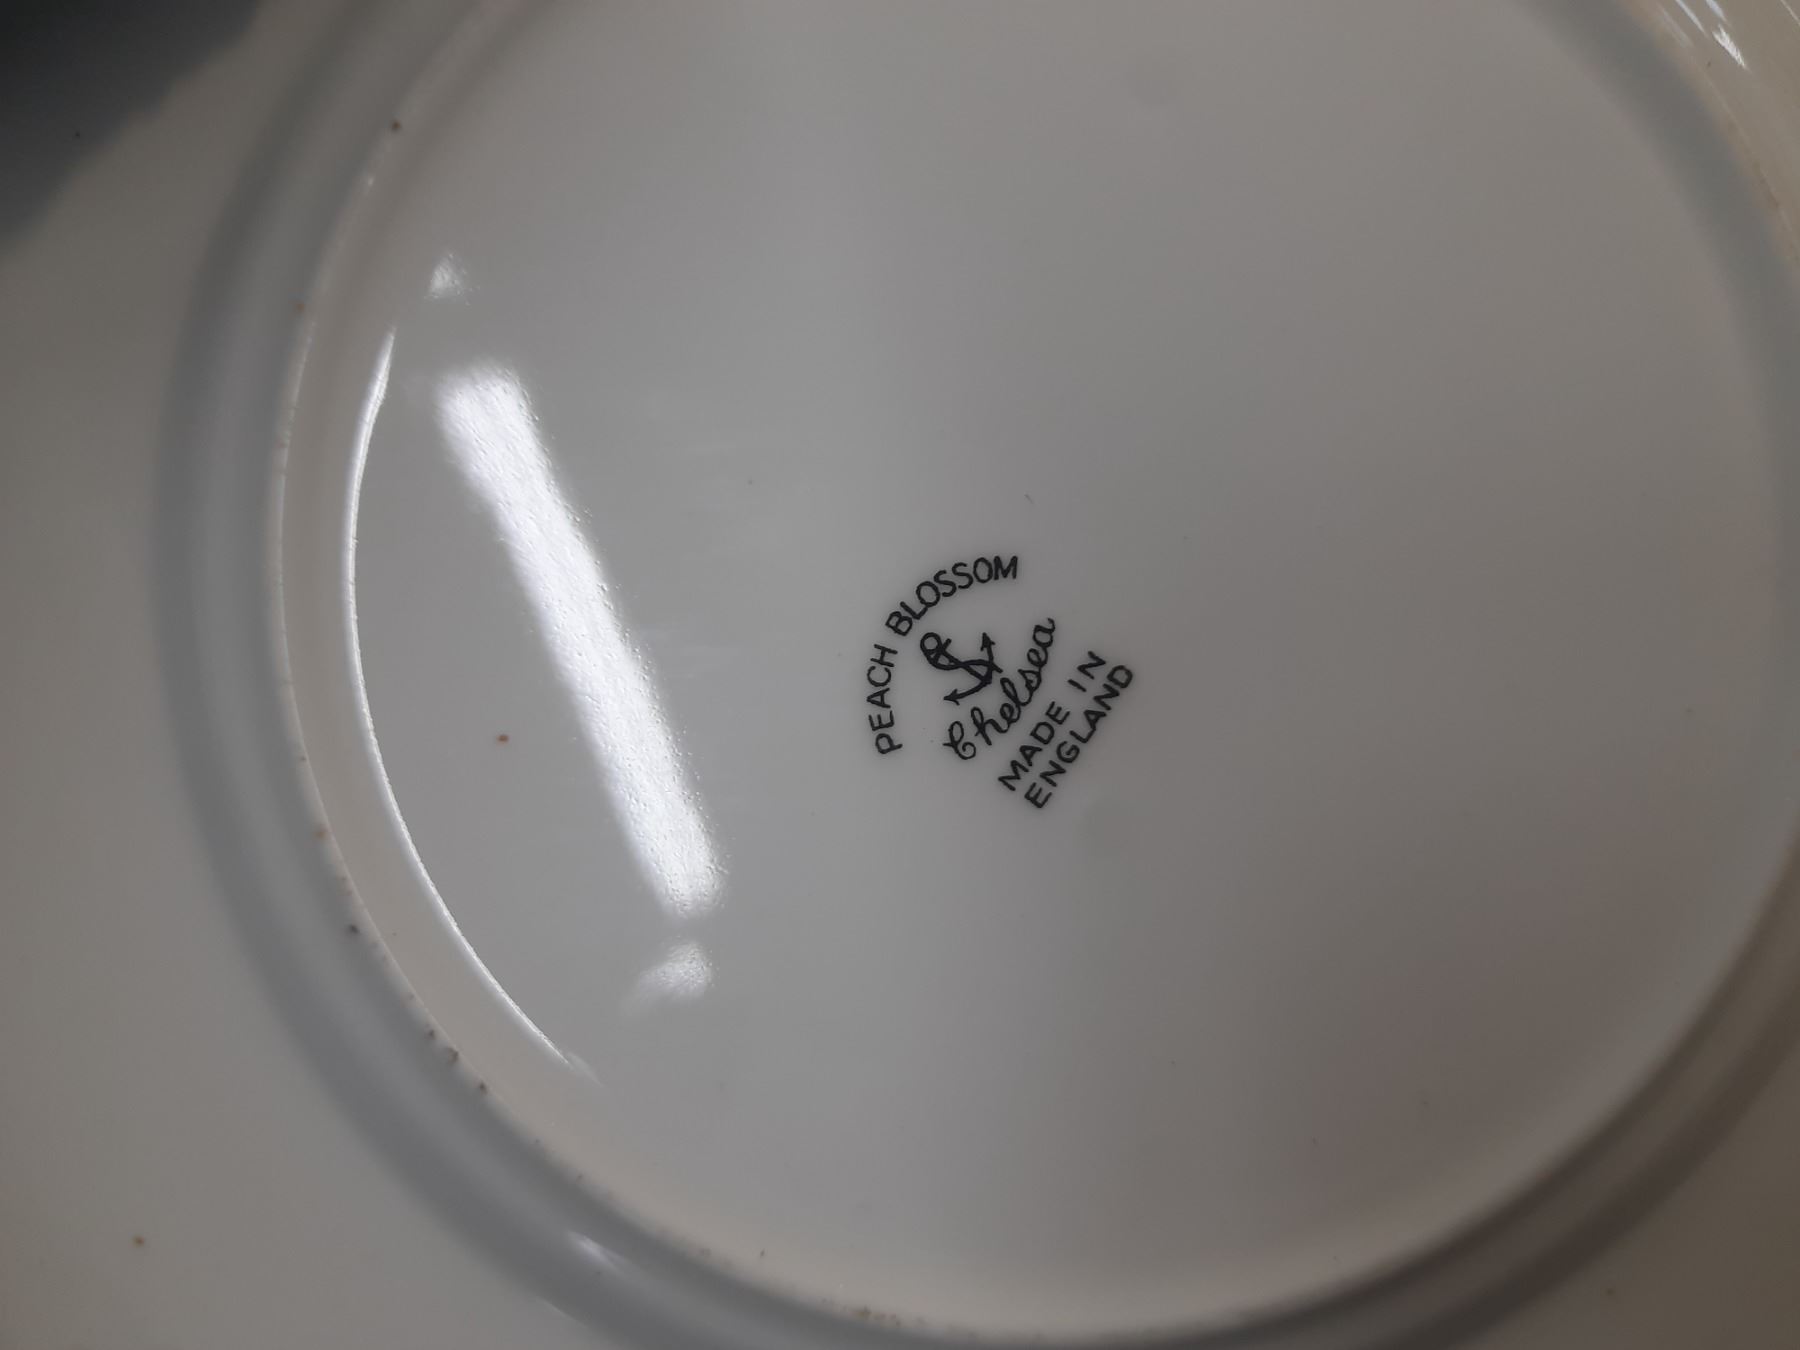 PEACH BLOSSOM
Chelsea
MADE IN
ENGLAND